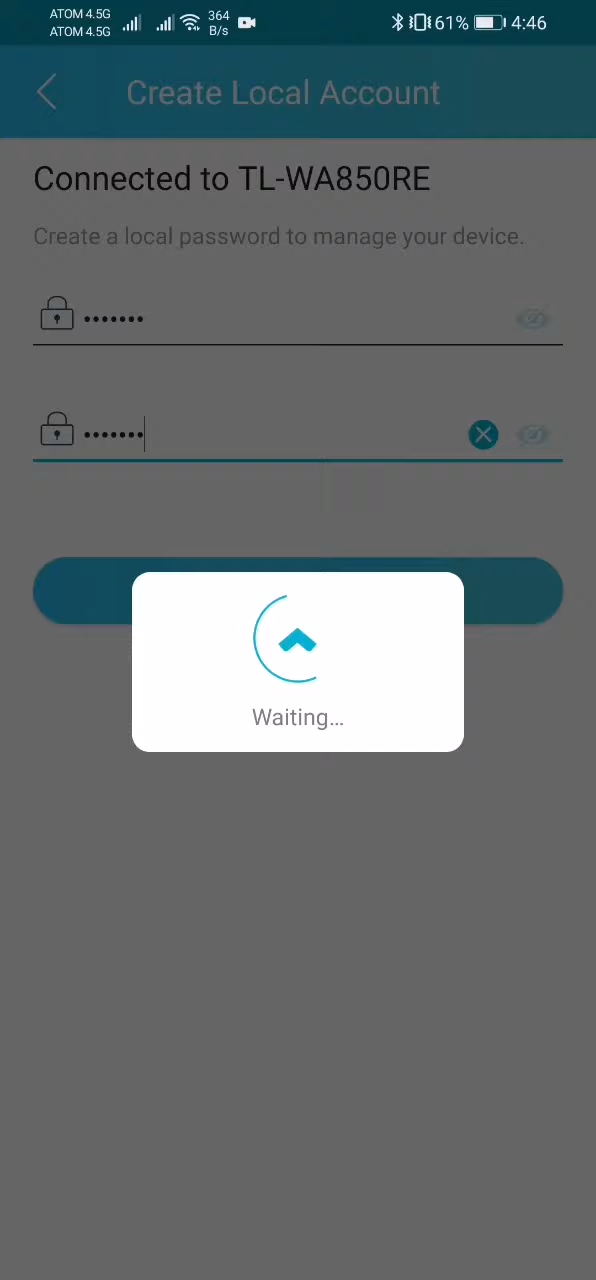 ATOM 4.5G
ATOM 4.5G
364
B/s
61%
4:46
Create Local Account
Connected to TL-WA850RE
Create a local password to manage your device.
•••••••
•••••••
Waiting...